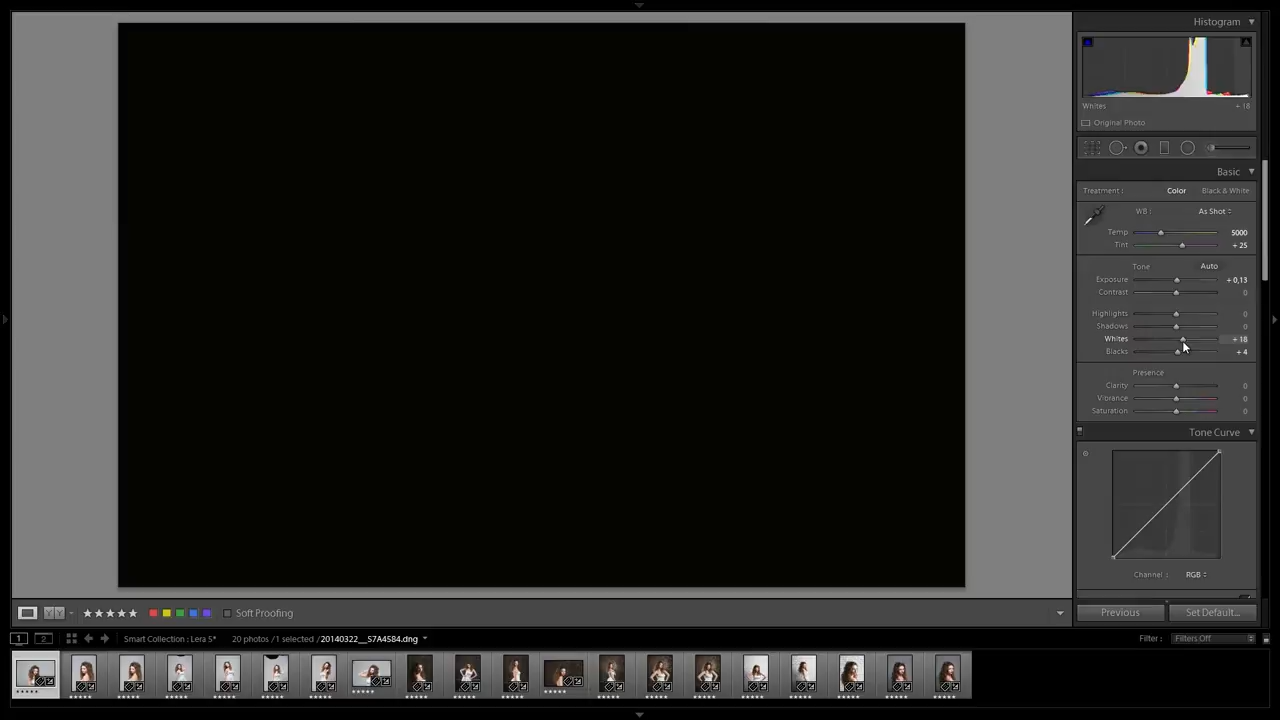 Histogram
Whites + 18
Original Photo
Basic
Treatment : Color Black & White
WB : As Shot
Temp 5000
Tint + 25
Tone Auto
Exposure + 0,13
Contrast 0
Highlights 0
Shadows 0
Whites + 18
Blacks + 4
Presence
Clarity 0
Vibrance 0
Saturation 0
Tone Curve
Channel : RGB
Soft Proofing
Previous Set Default...
1 2 Smart Collection : Lera 5* 20 photos / 1 selected / 20140322__57A4584.dng Filter : Filters Off